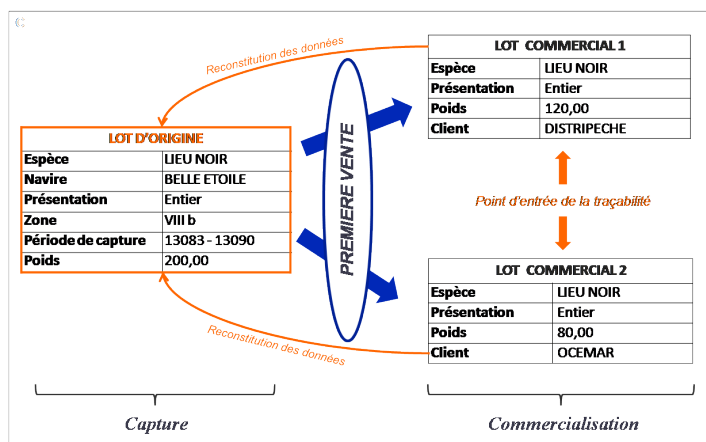 ©
Reconstitution des données
LOT D'ORIGINE
Espèce LIEU NOIR
Navire BELLE ETOILE
Présentation Entier
Zone VIII b
Période de capture 13083 - 13090
Poids 200,00
Reconstitution des données
PREMIERE VENTE
LOT COMMERCIAL 1
Espèce LIEU NOIR
Présentation Entier
Poids 120,00
Client DISTRIPECHE
Point d'entrée de la traçabilité
LOT COMMERCIAL 2
Espèce LIEU NOIR
Présentation Entier
Poids 80,00
Client OCEMAR
Capture
Commercialisation